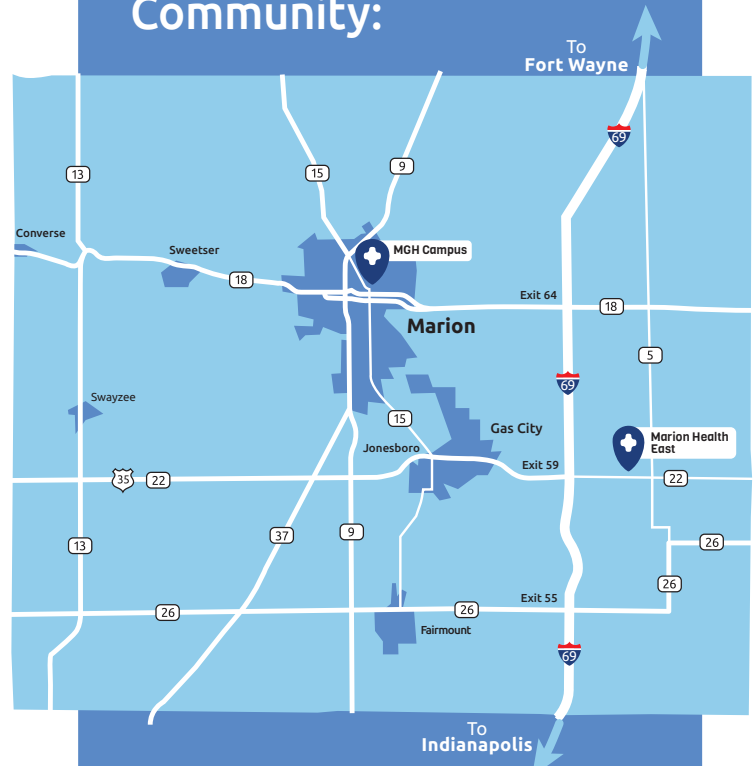 Community:
To
Fort Wayne
69
13
15
9
Converse
Sweetser
MGH Campus
18
Exit 64
18
Marion
5
69
Swayzee
15
Gas City
Jonesboro
Marion Health
East
Exit 59
35
22
22
37
9
13
26
26
Exit 55
26
26
Fairmount
69
To
Indianapolis